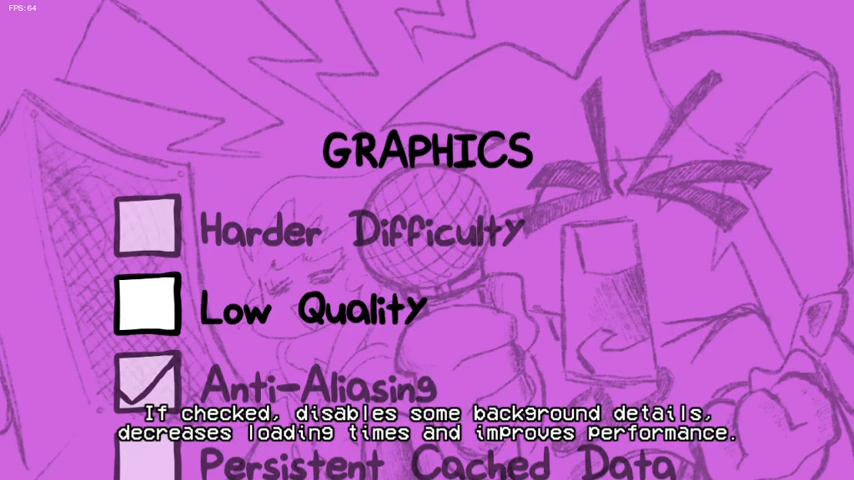 FPS: 64
GRAPHICS
Harder Difficulty
Low Quality
Anti-Aliasing
If checked, disables some background details,
decreases loading times and improves performance.
Persistent Cached Data